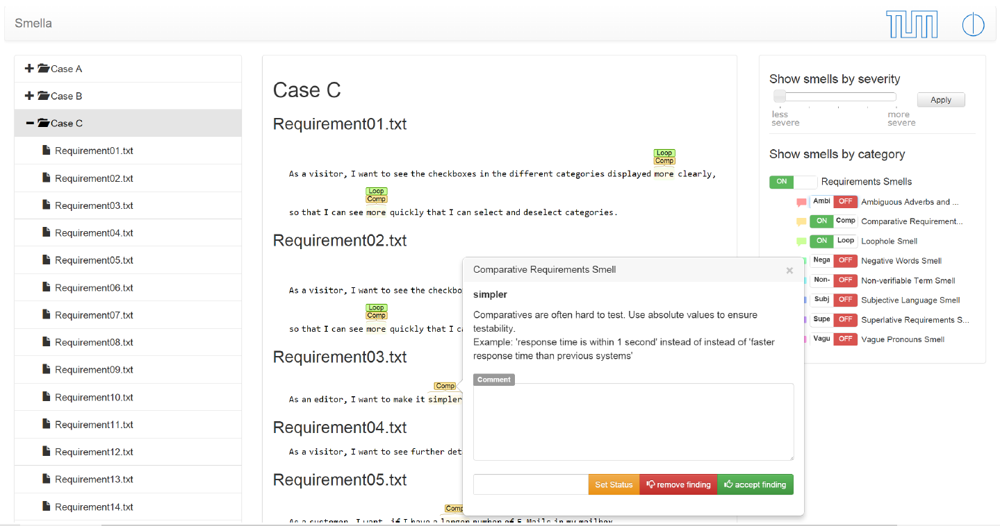 Smella
TUM
Case A
Case B
Case C
Requirement01.txt
Requirement02.txt
Requirement03.txt
Requirement04.txt
Requirement05.txt
Requirement06.txt
Requirement07.txt
Requirement08.txt
Requirement09.txt
Requirement10.txt
Requirement11.txt
Requirement12.txt
Requirement13.txt
Requirement14.txt
Case C
Requirement01.txt
Loop
Comp
As a visitor, I want to see the checkboxes in the different categories displayed more clearly,
Loop
Comp
so that I can see more quickly that I can select and deselect categories.
Requirement02.txt
As a visitor, I want to see the checkbo
Loop
Comp
so that I can see more quickly that I ca
Requirement03.txt
Comp
As an editor, I want to make it simpler
Requirement04.txt
As a visitor, I want to see further det
Requirement05.txt
Comp
As a customer, I want, if I have a larger number of E-Mails in my mailbox
Comparative Requirements Smell
×
simpler
Comparatives are often hard to test. Use absolute values to ensure
testability.
Example: 'response time is within 1 second' instead of instead of 'faster
response time than previous systems'
Comment
Set Status
remove finding
accept finding
Show smells by severity
Apply
less
severe
more
severe
Show smells by category
ON Requirements Smells
Ambi OFF Ambiguous Adverbs and ...
ON Comp Comparative Requirement...
ON Loop Loophole Smell
Nega OFF Negative Words Smell
Non- OFF Non-verifiable Term Smell
Subj OFF Subjective Language Smell
Supe OFF Superlative Requirements S...
Vagu OFF Vague Pronouns Smell